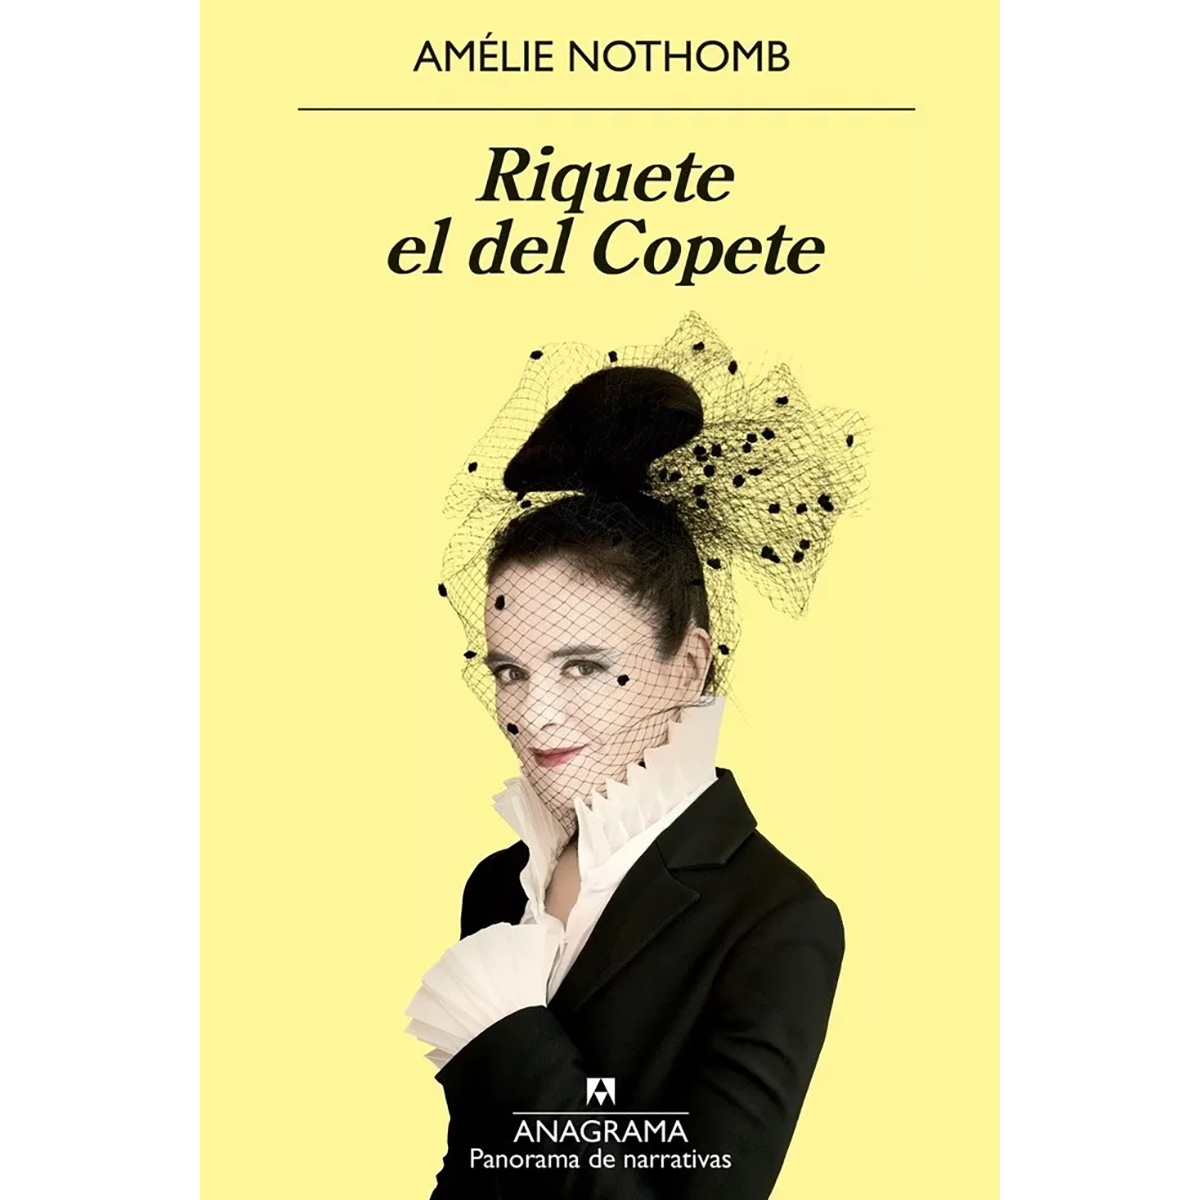 AMÉLIE NOTHOMB
Riquete
el del Copete
ANAGRAMA
Panorama de narrativas